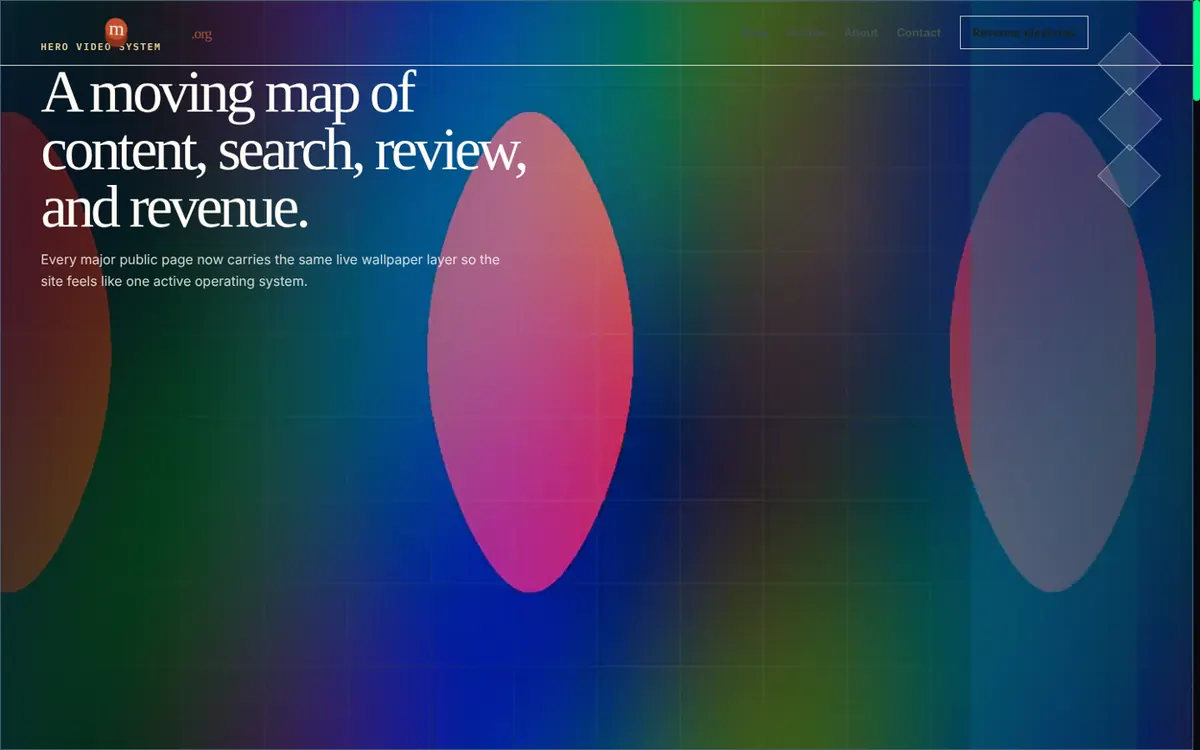 m
.org
About
Contact
HERO VIDEO SYSTEM
A moving map of
content, search, review,
and revenue.
Every major public page now carries the same live wallpaper layer so the
site feels like one active operating system.